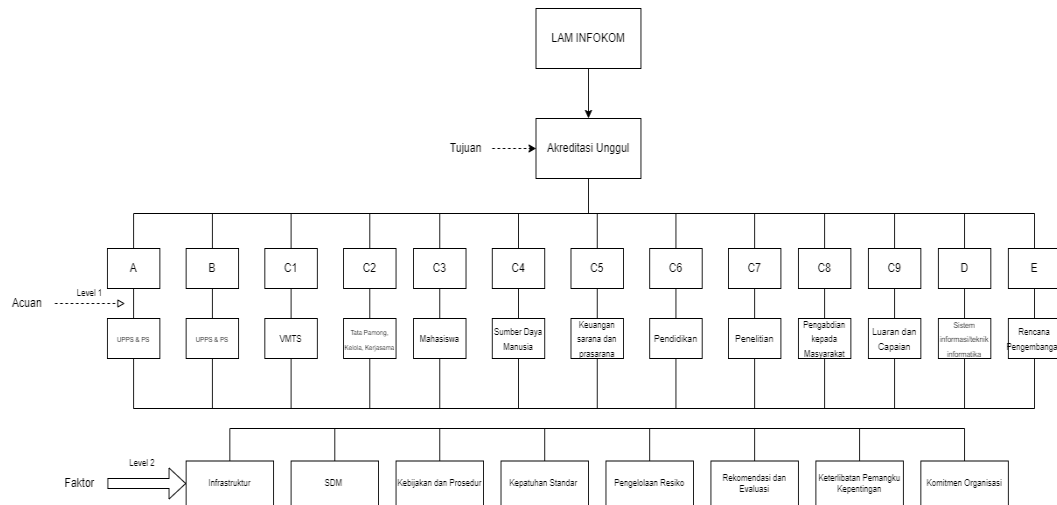 LAM INFOKOM
Tujuan
Akreditasi Unggul
A
B
C1
C2
C3
C4
C5
C6
C7
C8
C9
D
E
Acuan
Level 1
UPPS & PS
UPPS & PS
VMTS
Tata Pamong,
Kelola, Kerjasama
Mahasiswa
Sumber Daya
Manusia
Keuangan
sarana dan
prasarana
Pendidikan
Penelitian
Pengabdian
kepada
Masyarakat
Luaran dan
Capaian
Sistem
informasi/teknik
informatika
Rencana
Pengembanga
Faktor
Level 2
Infrastruktur
SDM
Kebijakan dan Prosedur
Kepatuhan Standar
Pengelolaan Resiko
Rekomendasi dan
Evaluasi
Keterlibatan Pemangku
Kepentingan
Komitmen Organisasi